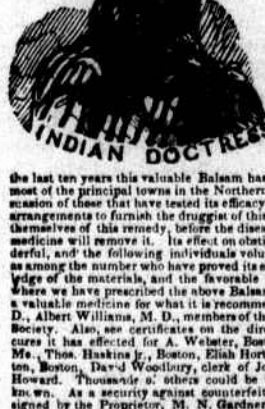 INDIAN DOCTRESS
the last ten years this valuable Balsam has
most of the principal towns in the Northern
suasion of those that have tested its efficacy
arrangements to furnish the druggist of this
themselves of this remedy, before the disea
medicine will remove it. Its effect on obsti
derful, and the following individuals volu
as among the number who have proved its e
ledge of the materials, and the favorable
where we have prescribed the above Balsam
a valuable medicine for what it is recomme
D., Albert Williams, M. D., members of th
Society. Also, see certificates on the dire
cures it has effected for A. Webster, Bos
Ms., Thos. Haskins jr., Boston, Eliah Hort
ton, Boston, David Woodbury, clerk of Jo
Howard. Thousands of others could be
known. As a security against counterfeit
signed by the Proprietor, M. N. Gardner